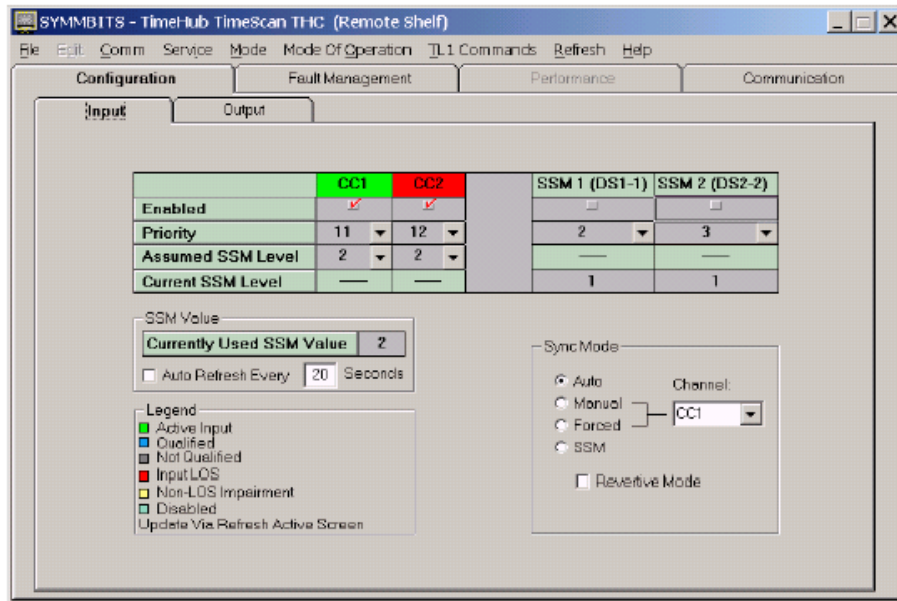 SYMMBITS - TimeHub TimeScan THC (Remote Shelf)
File Edit Comm Service Mode Mode Of Operation TL1 Commands Refresh Help
Configuration Fault Management Performance Communication
Input Output
CC1 CC2 SSM 1 (DS1-1) SSM 2 (DS2-2)
Enabled
Priority 11 12 2 3
Assumed SSM Level 2 2 — —
Current SSM Level — — 1 1
SSM Value
Currently Used SSM Value 2
Auto Refresh Every 20 Seconds
Legend
Active Input
Qualified
Not Qualified
Input LOS
Non-LOS Impairment
Disabled
Update Via Refresh Active Screen
Sync Mode
Auto
Manual
Forced
SSM
Channel:
CC1
Revertive Mode